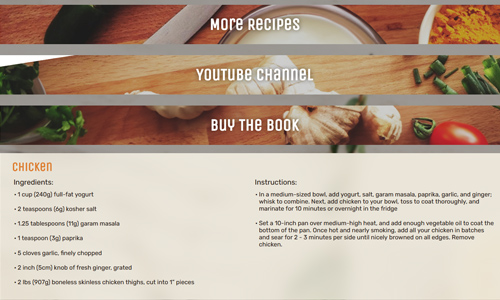 More Recipes
YouTube Channel
Buy the Book
Chicken
Ingredients:
• 1 cup (240g) full-fat yogurt
• 2 teaspoons (6g) kosher salt
• 1.25 tablespoons (11g) garam masala
• 1 teaspoon (3g) paprika
• 5 cloves garlic, finely chopped
• 2 inch (5cm) knob of fresh ginger, grated
• 2 lbs (907g) boneless skinless chicken thighs, cut into 1" pieces
Instructions:
• In a medium-sized bowl, add yogurt, salt, garam masala, paprika, garlic, and ginger;
whisk to combine. Next, add chicken to your bowl, toss to coat thoroughly, and
marinate for 10 minutes or overnight in the fridge
• Set a 10-inch pan over medium-high heat, and add enough vegetable oil to coat the
bottom of the pan. Once hot and nearly smoking, add all your chicken in batches
and sear for 2 - 3 minutes per side until nicely browned on all edges. Remove
chicken.